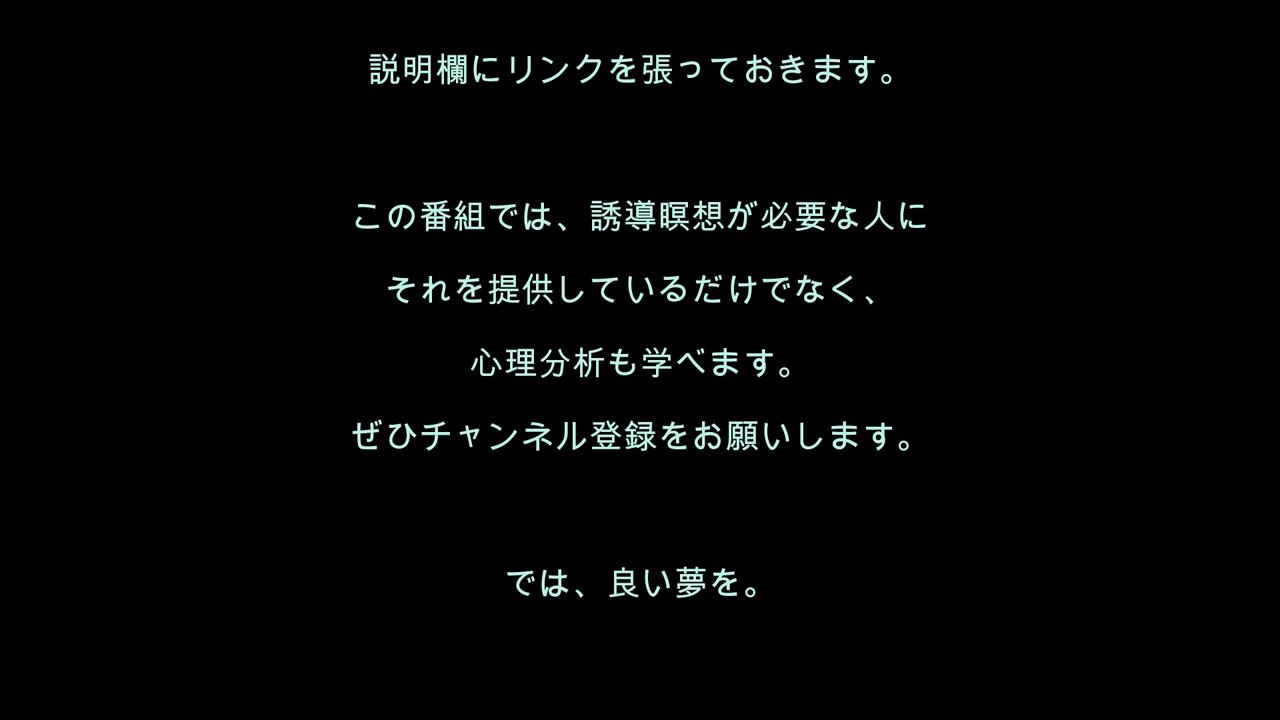 説明欄にリンクを張っておきます。
この番組では、誘導瞑想が必要な人に
それを提供しているだけでなく、
心理分析も学べます。
ぜひチャンネル登録をお願いします。
では、良い夢を。